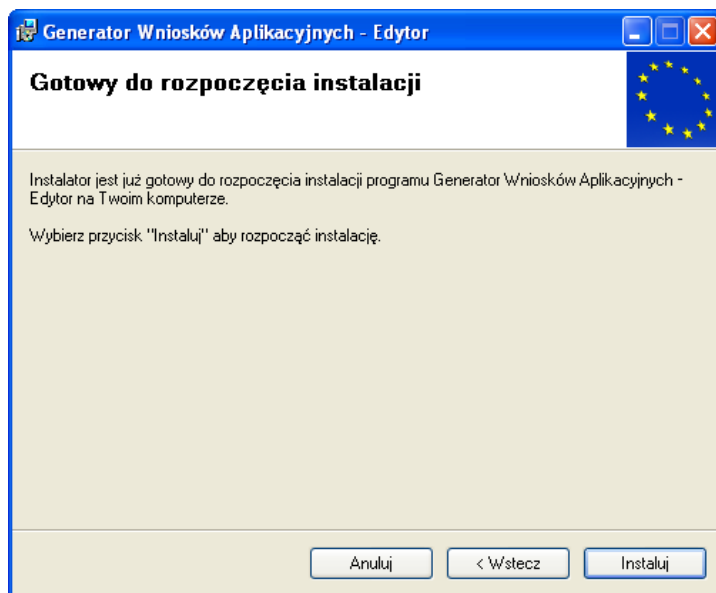 Generator Wniosków Aplikacyjnych - Edytor
Gotowy do rozpoczęcia instalacji
Instalator jest już gotowy do rozpoczęcia instalacji programu Generator Wniosków Aplikacyjnych -
Edytor na Twoim komputerze.
Wybierz przycisk "Instaluj" aby rozpocząć instalację.
Anuluj
< Wstecz
Instaluj